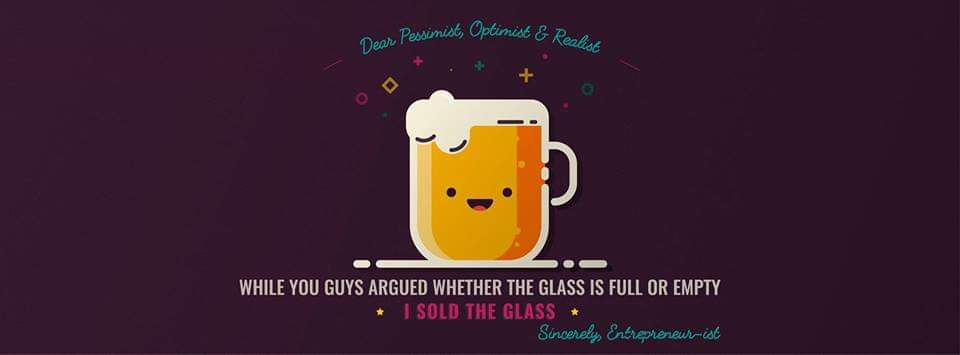 Dear Pessimist, Optimist & Realist
WHILE YOU GUYS ARGUED WHETHER THE GLASS IS FULL OR EMPTY
I SOLD THE GLASS
Sincerely, Entrepreneur-ist